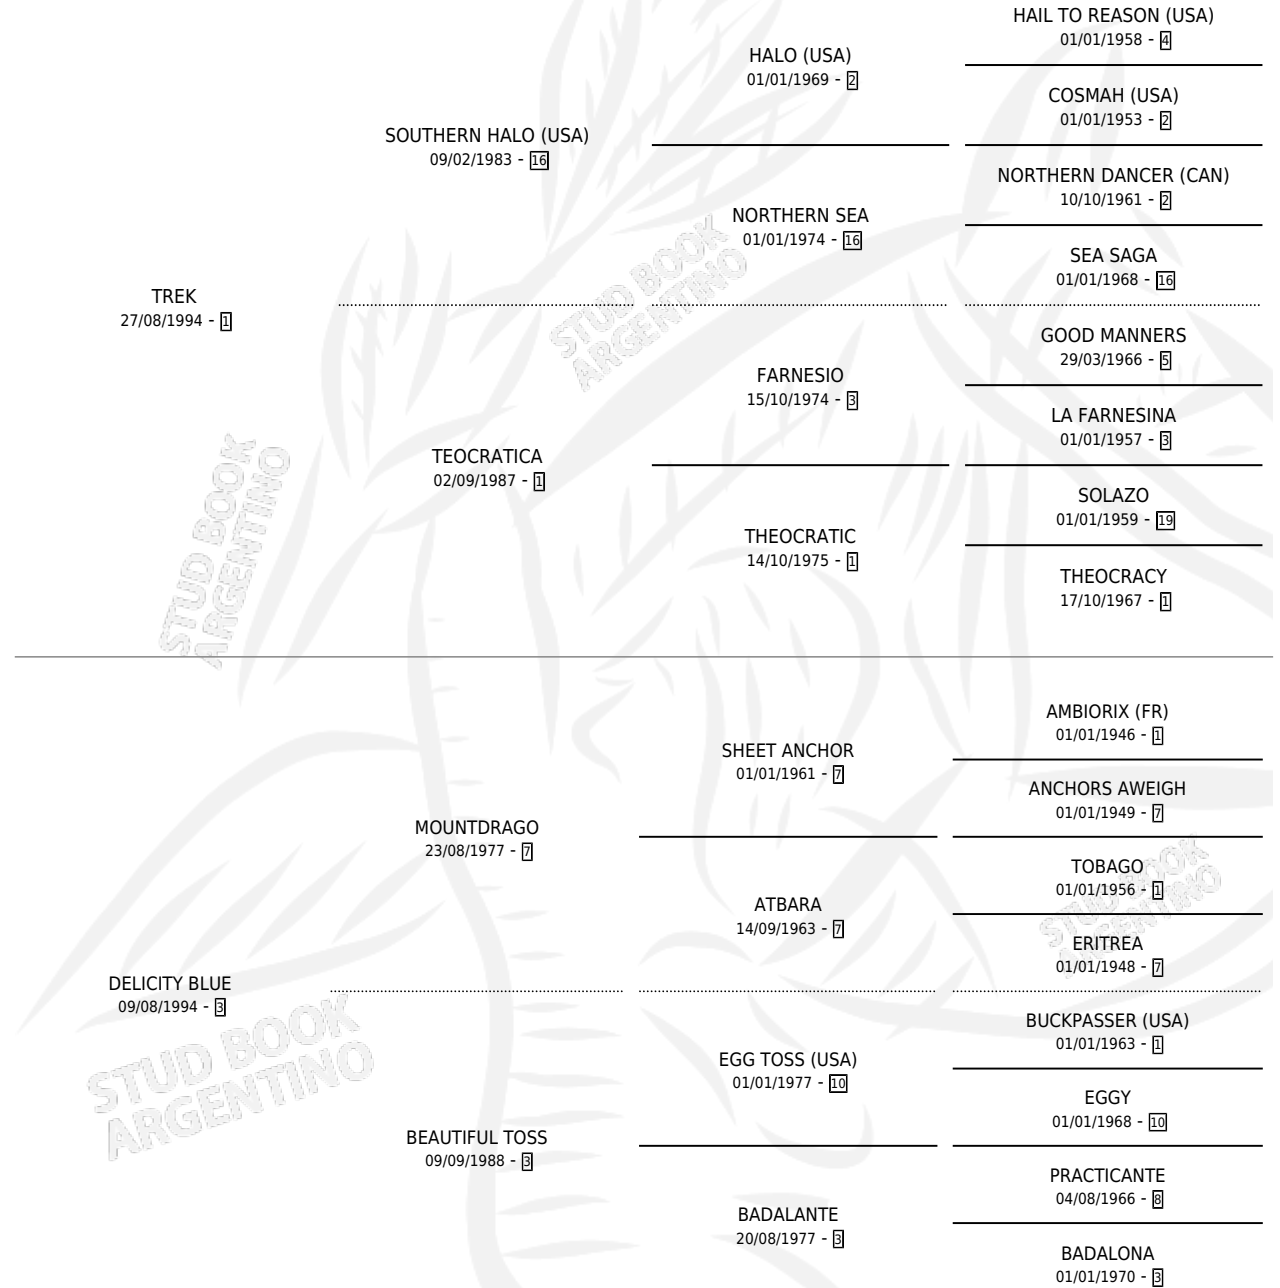 HAIL TO REASON (USA)
01/01/1958 - 4
HALO (USA)
01/01/1969 - 2
COSMAH (USA)
01/01/1953 - 2
SOUTHERN HALO (USA)
09/02/1983 - 16
NORTHERN DANCER (CAN)
10/10/1961 - 2
NORTHERN SEA
01/01/1974 - 16
SEA SAGA
01/01/1968 - 16
TREK
27/08/1994 - 1
GOOD MANNERS
29/03/1966 - 5
FARNESIO
15/10/1974 - 3
LA FARNESINA
01/01/1957 - 3
TEOCRATICA
02/09/1987 - 1
SOLAZO
01/01/1959 - 19
THEOCRATIC
14/10/1975 - 1
THEOCRACY
17/10/1967 - 1
STUD BOOK
ARGENTINO
STUD BOOK
ARGENTINO
AMBIORIX (FR)
01/01/1946 - 1
SHEET ANCHOR
01/01/1961 - 7
ANCHORS AWEIGH
01/01/1949 - 7
MOUNTDRAGO
23/08/1977 - 7
TOBAGO
01/01/1956 - 1
ATBARA
14/09/1963 - 7
ERITREA
01/01/1948 - 7
STUD BOOK
ARGENTINO
DELICITY BLUE
09/08/1994 - 3
BUCKPASSER (USA)
01/01/1963 - 1
EGG TOSS (USA)
01/01/1977 - 10
EGGY
01/01/1968 - 10
BEAUTIFUL TOSS
09/09/1988 - 3
PRACTICANTE
04/08/1966 - 8
BADALANTE
20/08/1977 - 3
BADALONA
01/01/1970 - 3
STUD BOOK
ARGENTINO